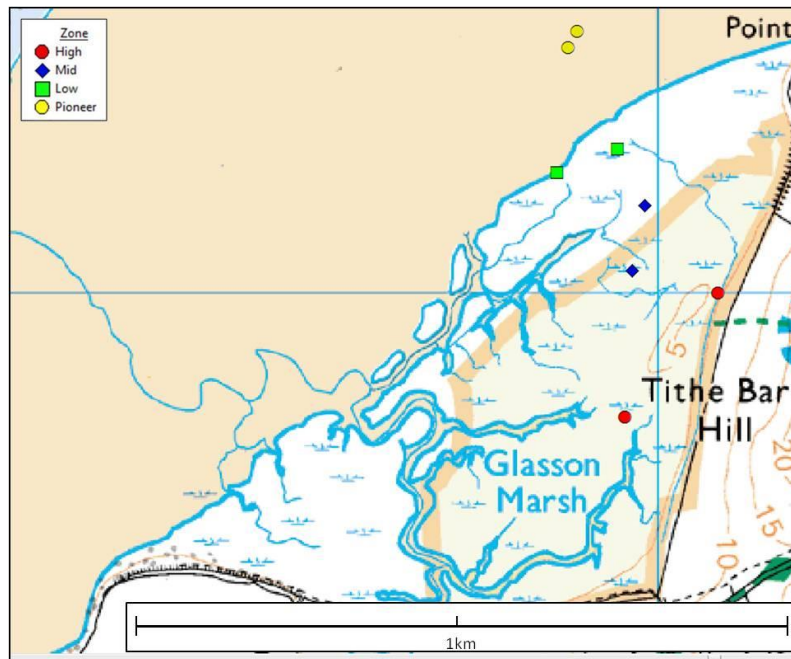 Zone
High
Mid
Low
Pioneer
Point
5
Tithe Bar
Hill
Glasson
Marsh
20
15
10
1km